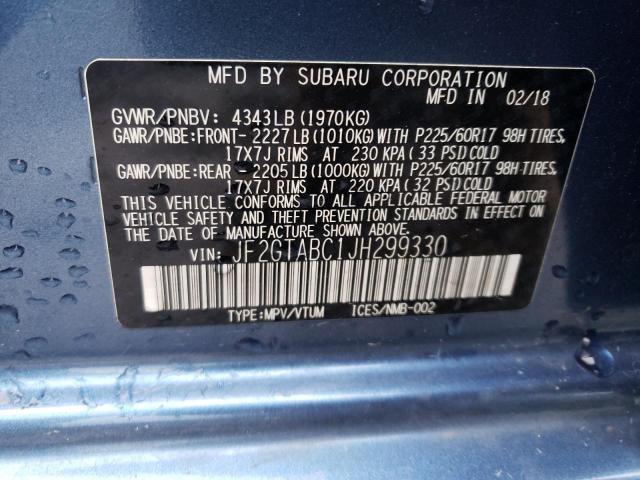 MFD BY SUBARU CORPORATION
MFD IN 02/18
GVWR/PNBV: 4343LB (1970KG)
GAWR/PNBE:FRONT- 2227LB (1010KG) WITH P225/60R17 98H TIRES,
17X7J RIMS AT 230 KPA (33 PSI) COLD
GAWR/PNBE:REAR - 2205LB (1000KG) WITH P225/60R17 98H TIRES,
17X7J RIMS AT 220 KPA (32 PSI) COLD
THIS VEHICLE CONFORMS TO ALL APPLICABLE FEDERAL MOTOR
VEHICLE SAFETY AND THEFT PREVENTION STANDARDS IN EFFECT ON
THE DATE OF MANUFACTURE SHOWN ABOVE.
VIN: JF2GTABC1JH299330
TYPE:MPV/VTUM ICES/NMB-002